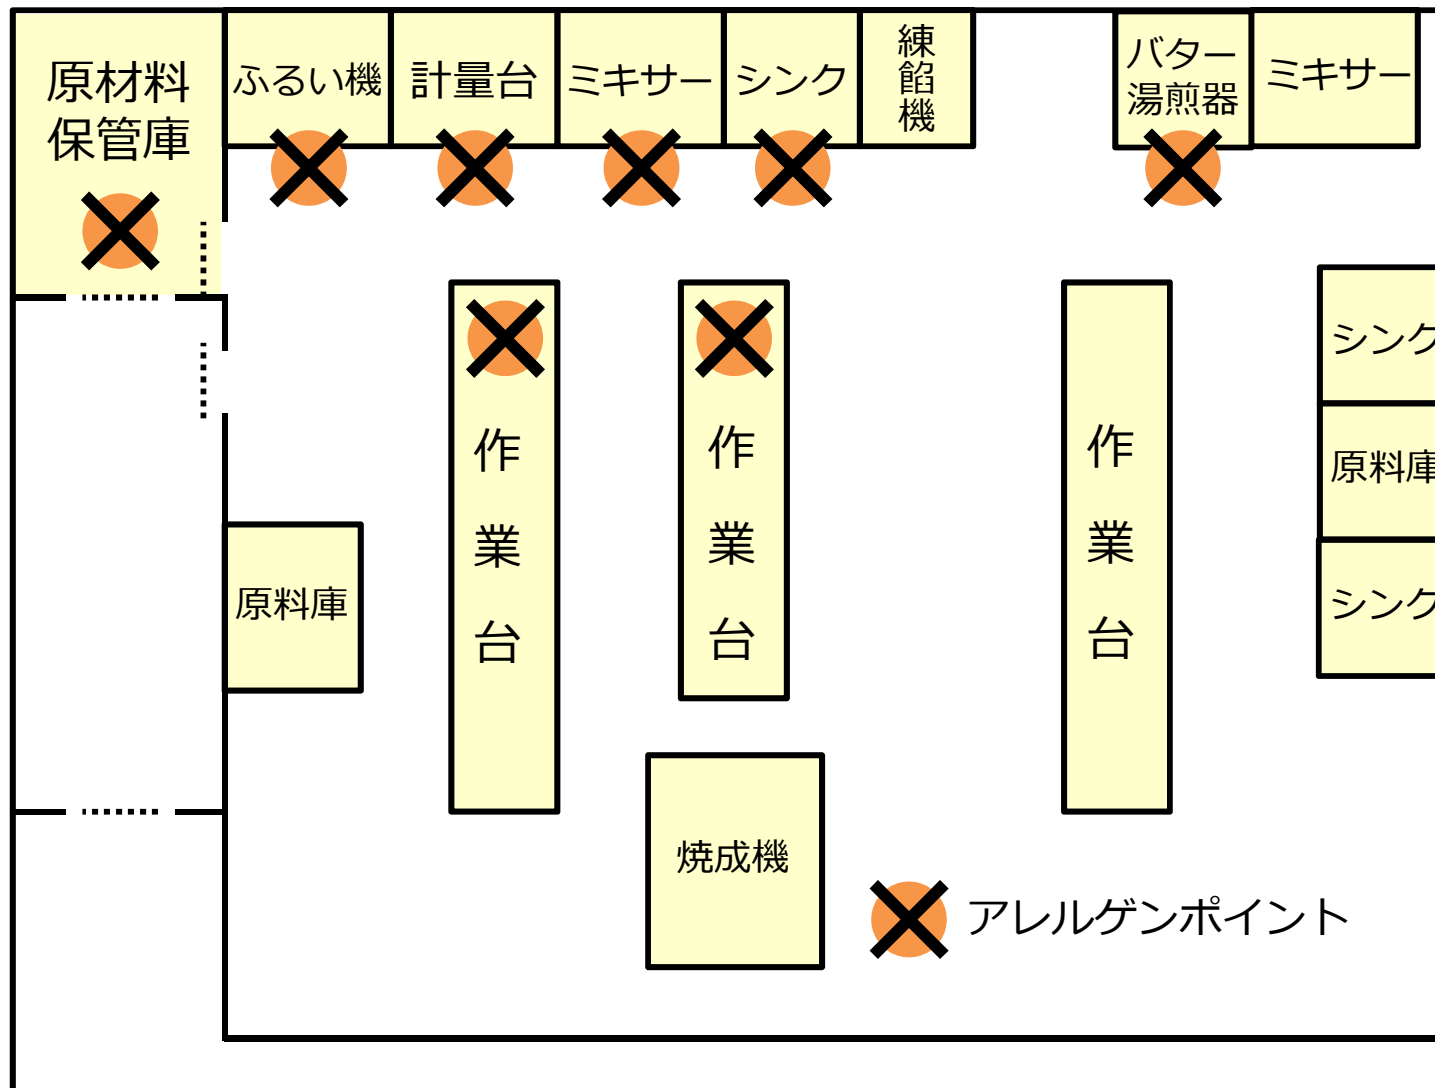 原材料
保管庫
ふるい機
計量台
ミキサー
シンク
練餡機
バター
湯煎器
ミキサー
作業台
作業台
作業台
シンク
原料庫
シンク
原料庫
焼成機
アレルゲンポイント